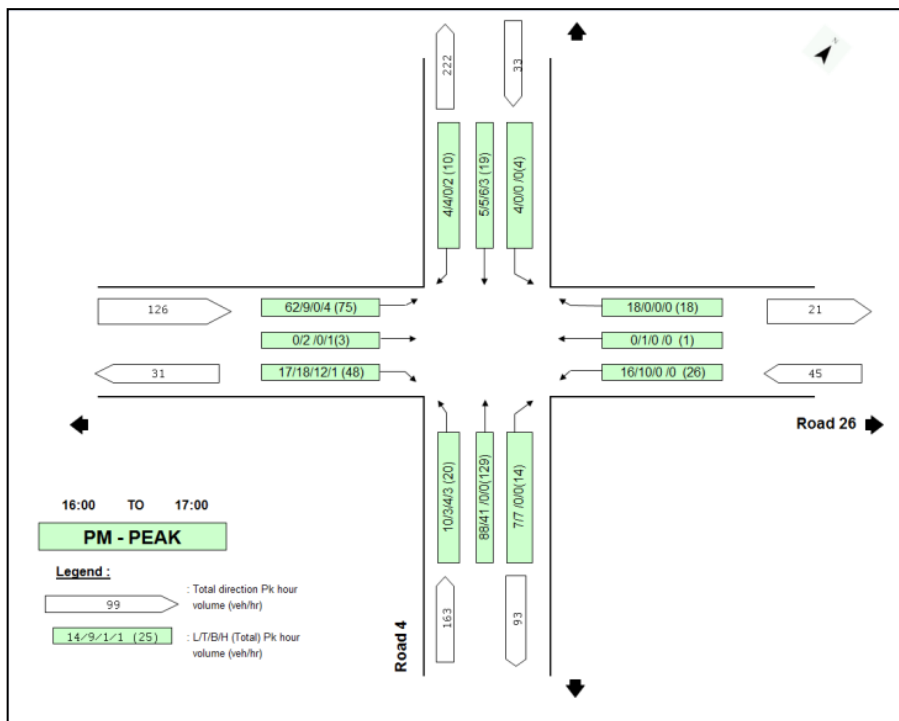 222
33
4/4/0/2 (10)
5/5/6/3 (19)
4/0/0 /0(4)
126
62/9/0/4 (75)
18/0/0/0 (18)
21
0/2 /0/1(3)
0/1/0 /0 (1)
31
17/18/12/1 (48)
16/10/0 /0 (26)
45
Road 26
10/3/4/3 (20)
88/41 /0/0(129)
7/7 /0/0(14)
16:00 TO 17:00
PM - PEAK
Legend :
99
: Total direction Pk hour
volume (veh/hr)
14/9/1/1 (25)
: L/T/B/H (Total) Pk hour
volume (veh/hr)
Road 4
163
93